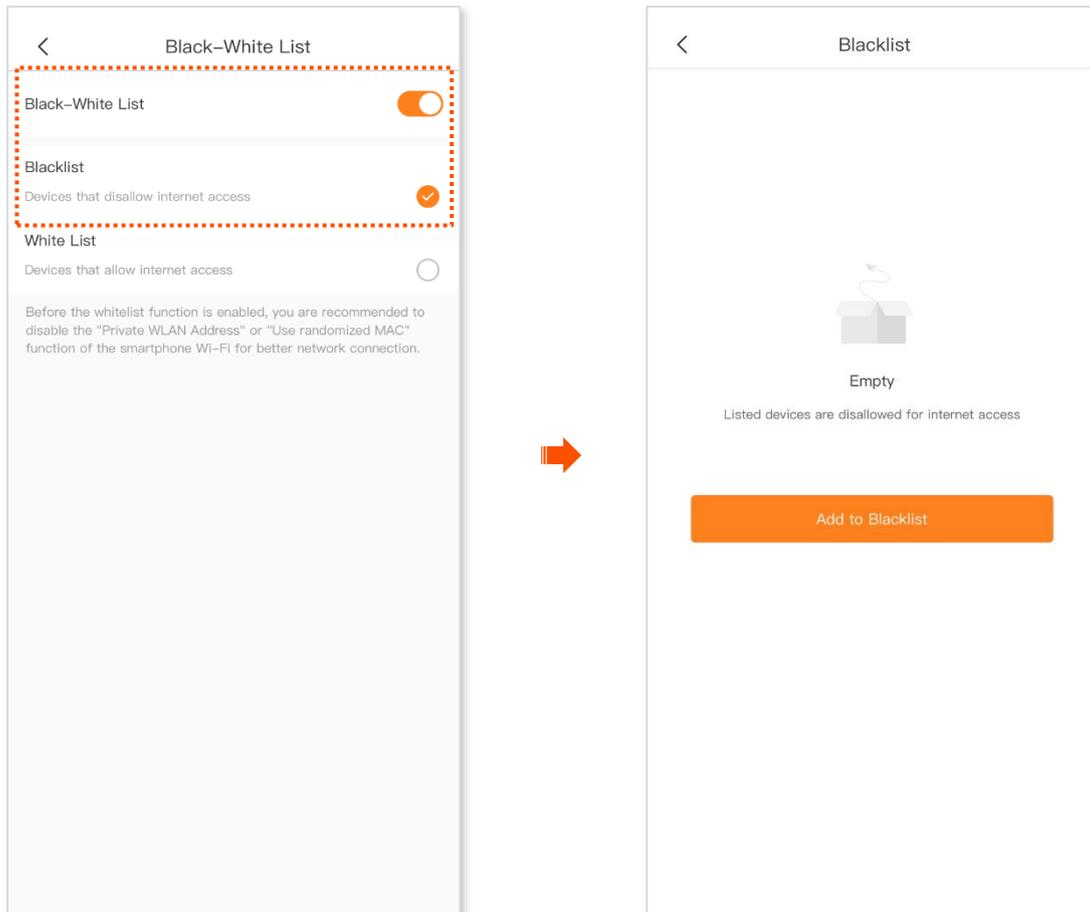 Black–White List
Black–White List
Blacklist
Devices that disallow internet access
White List
Devices that allow internet access
Before the whitelist function is enabled, you are recommended to
disable the "Private WLAN Address" or "Use randomized MAC"
function of the smartphone Wi–Fi for better network connection.
Blacklist
Empty
Listed devices are disallowed for internet access
Add to Blacklist